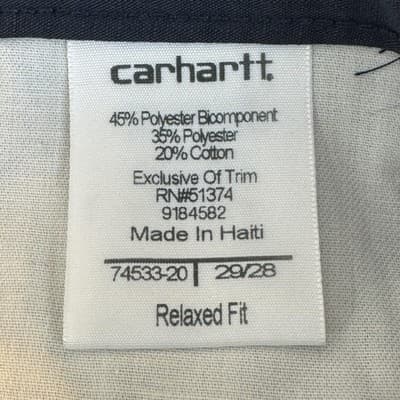 carhartt.
45% Polyester Bicomponent
35% Polyester
20% Cotton
Exclusive Of Trim
RN#51374
9184582
Made In Haiti
74533-20 | 29/28
Relaxed Fit